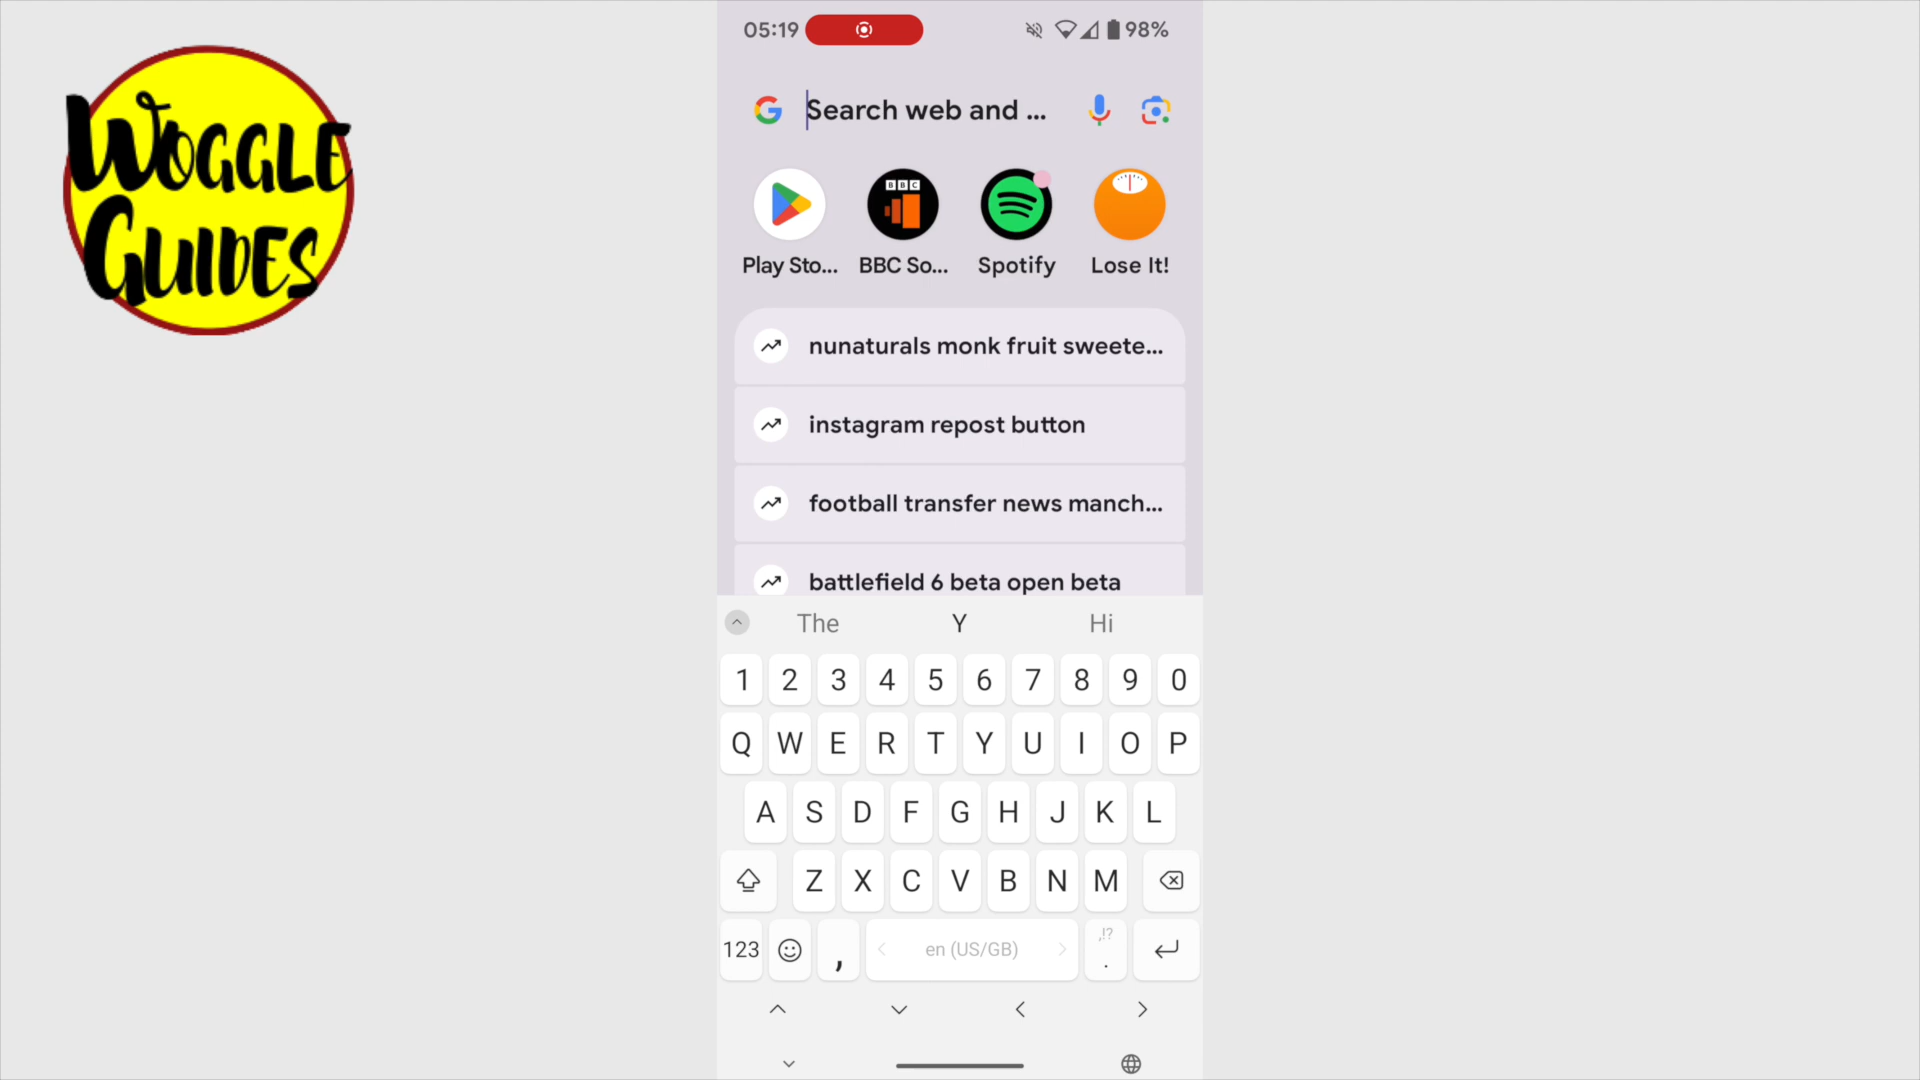 WOGGLE
GUIDES
05:19
98%
Search web and ...
Play Sto...
BBC So...
Spotify
Lose It!
BBC
nunaturals monk fruit sweete...
instagram repost button
football transfer news manch...
battlefield 6 beta open beta
The Y Hi
1 2 3 4 5 6 7 8 9 0
Q W E R T Y U I O P
A S D F G H J K L
Z X C V B N M
123 , en (US/GB) ,!? .